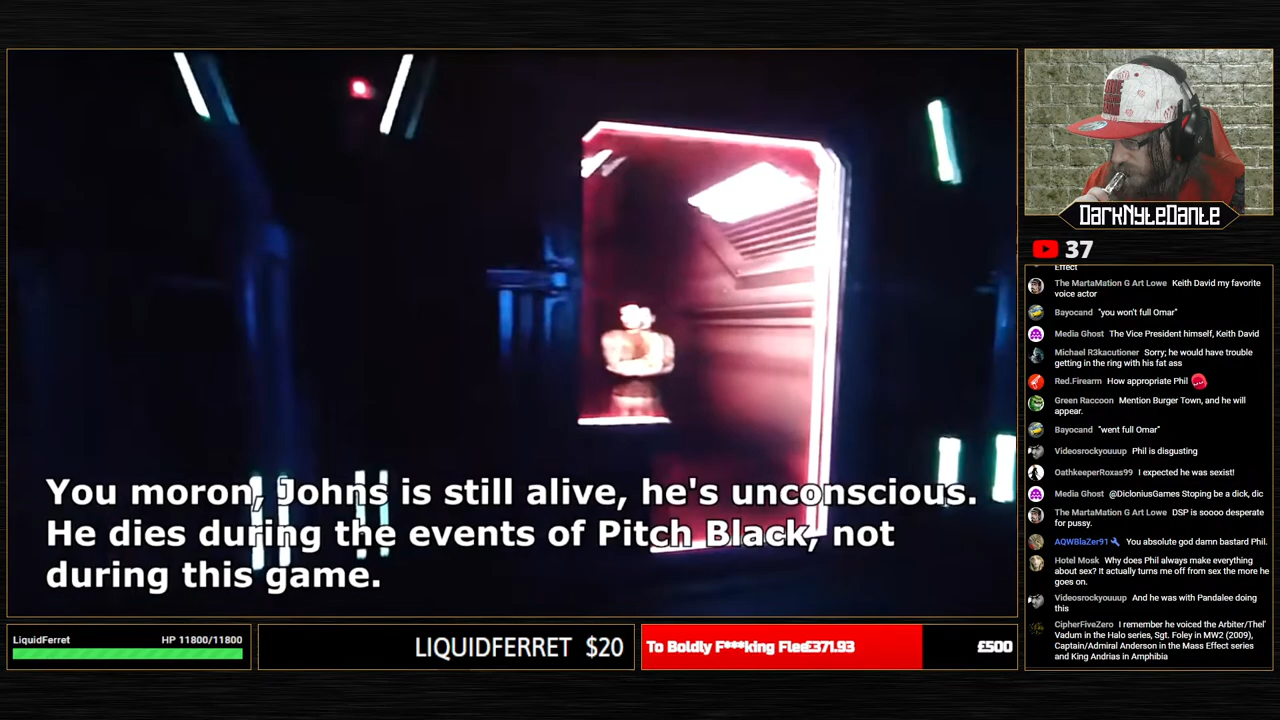 You moron, Johns is still alive, he's unconscious.
He dies during the events of Pitch Black, not
during this game.
LiquidFerret HP 11800/11800
LIQUIDFERRET $20
To Boldly F***king Flee£371.93 £500
DarkNyteDante
37
Effect
The MartaMation G Art Lowe Keith David my favorite
voice actor
Bayocand "you won't full Omar"
Media Ghost The Vice President himself, Keith David
Michael R3kacutioner Sorry; he would have trouble
getting in the ring with his fat ass
Red.Firearm How appropriate Phil
Green Raccoon Mention Burger Town, and he will
appear.
Bayocand "went full Omar"
Videosrockyouuup Phil is disgusting
OathkeeperRoxas99 I expected he was sexist!
Media Ghost @DicloniusGames Stoping be a dick, dic
The MartaMation G Art Lowe DSP is soooo desperate
for pussy.
AQWBlaZer91 You absolute god damn bastard Phil.
Hotel Mosk Why does Phil always make everything
about sex? It actually turns me off from sex the more he
goes on.
Videosrockyouuup And he was with Pandalee doing
this
CipherFiveZero I remember he voiced the Arbiter/Thel'
Vadum in the Halo series, Sgt. Foley in MW2 (2009),
Captain/Admiral Anderson in the Mass Effect series
and King Andrias in Amphibia